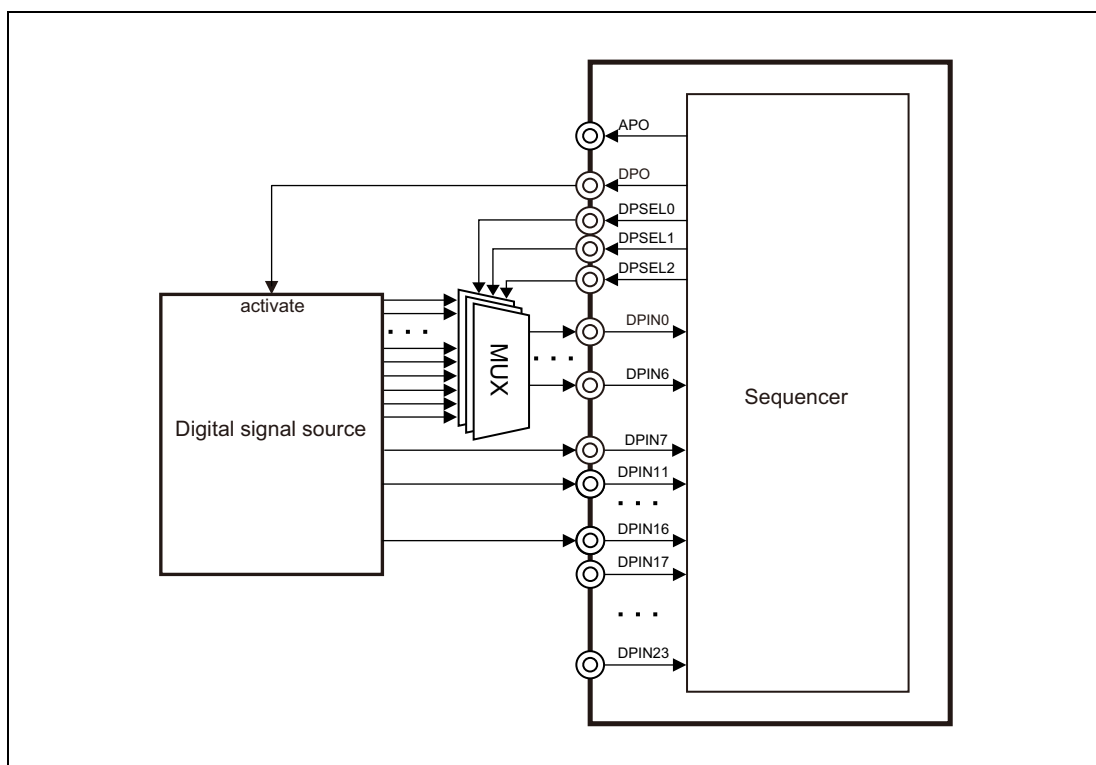 APO
DPO
DPSEL0
DPSEL1
DPSEL2
activate
. . .
MUX
. . .
DPIN0
DPIN6
Sequencer
Digital signal source
DPIN7
DPIN11
. . .
DPIN16
DPIN17
. . .
DPIN23